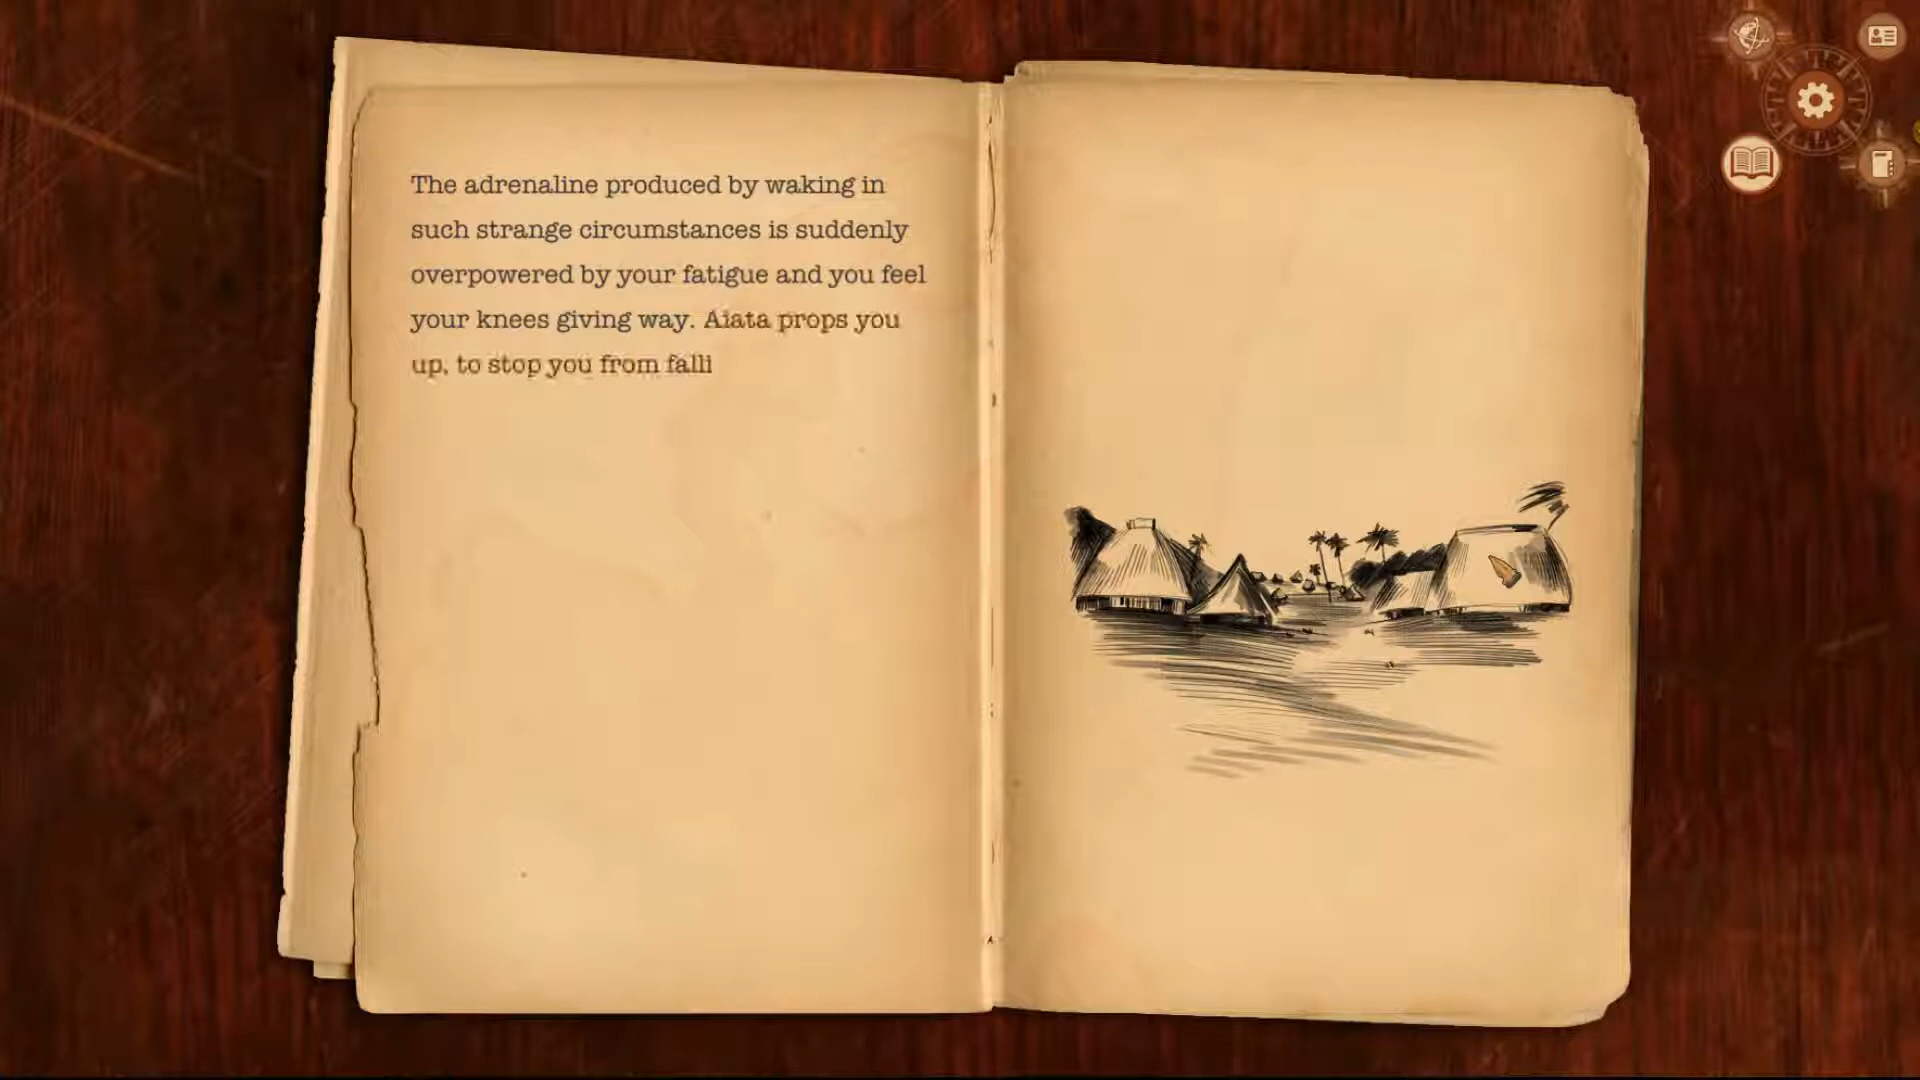 The adrenaline produced by waking in
such strange circumstances is suddenly
overpowered by your fatigue and you feel
your knees giving way. Aiata props you
up, to stop you from falli